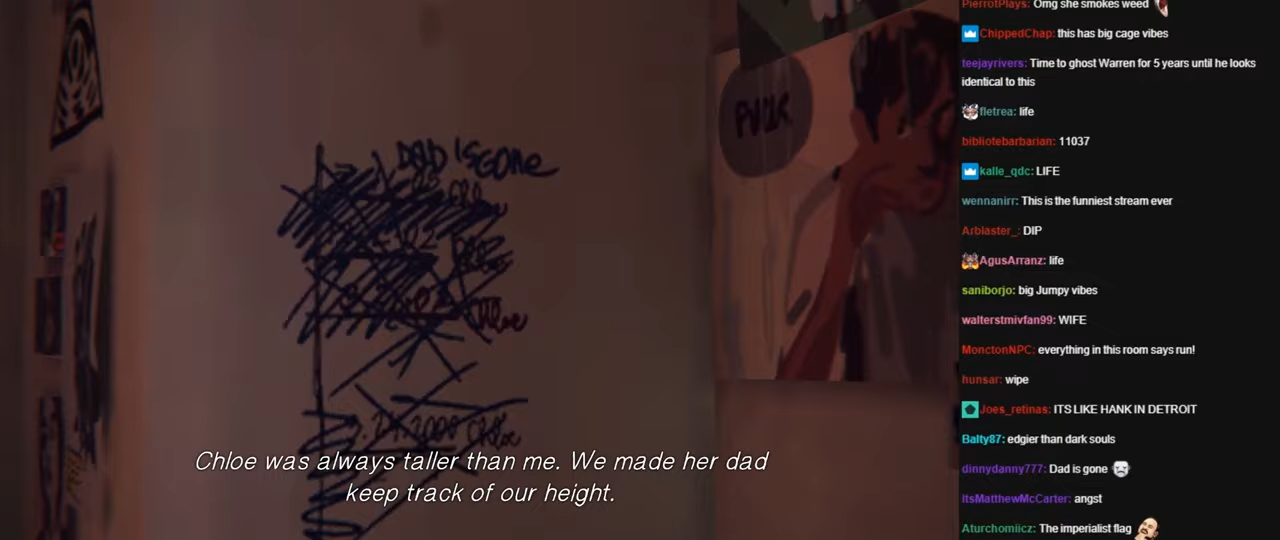 DAD IS GONE
Chloe
Chloe
FUCK
Chloe was always taller than me. We made her dad
keep track of our height.
PierrotPlays: Omg she smokes weed
ChippedChap: this has big cage vibes
teejayrivers: Time to ghost Warren for 5 years until he looks
identical to this
fletrea: life
bibliotebarbarian: 11037
kalle_qdc: LIFE
wennanirr: This is the funniest stream ever
Arblaster_: DIP
AgusArranz: life
saniborjo: big Jumpy vibes
walterstmivfan99: WIFE
MonctonNPC: everything in this room says run!
hunsar: wipe
Joes_retinas: ITS LIKE HANK IN DETROIT
Balty87: edgier than dark souls
dinnydanny777: Dad is gone
itsMatthewMcCarter: angst
Aturchomiicz: The imperialist flag